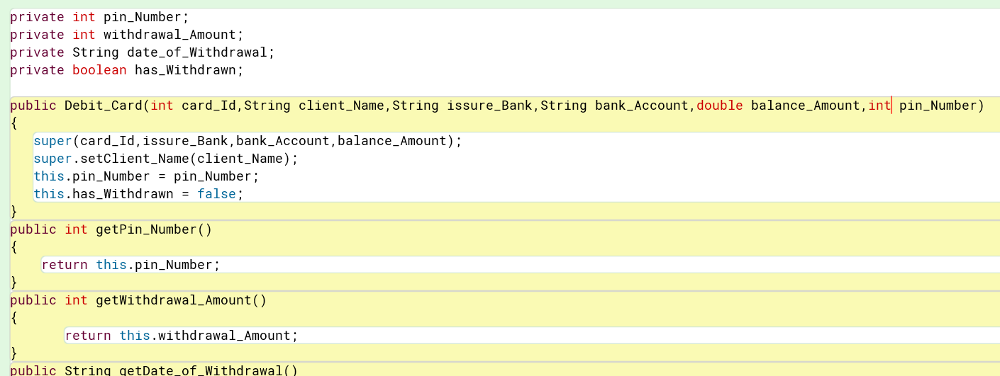 private int pin_Number;
private int withdrawal_Amount;
private String date_of_Withdrawal;
private boolean has_Withdrawn;
public Debit_Card(int card_Id,String client_Name,String issure_Bank,String bank_Account,double balance_Amount,int pin_Number)
{
super(card_Id,issure_Bank,bank_Account,balance_Amount);
super.setClient_Name(client_Name);
this.pin_Number = pin_Number;
this.has_Withdrawn = false;
}
public int getPin_Number()
{
return this.pin_Number;
}
public int getWithdrawal_Amount()
{
return this.withdrawal_Amount;
}
public String getDate_of_Withdrawal()